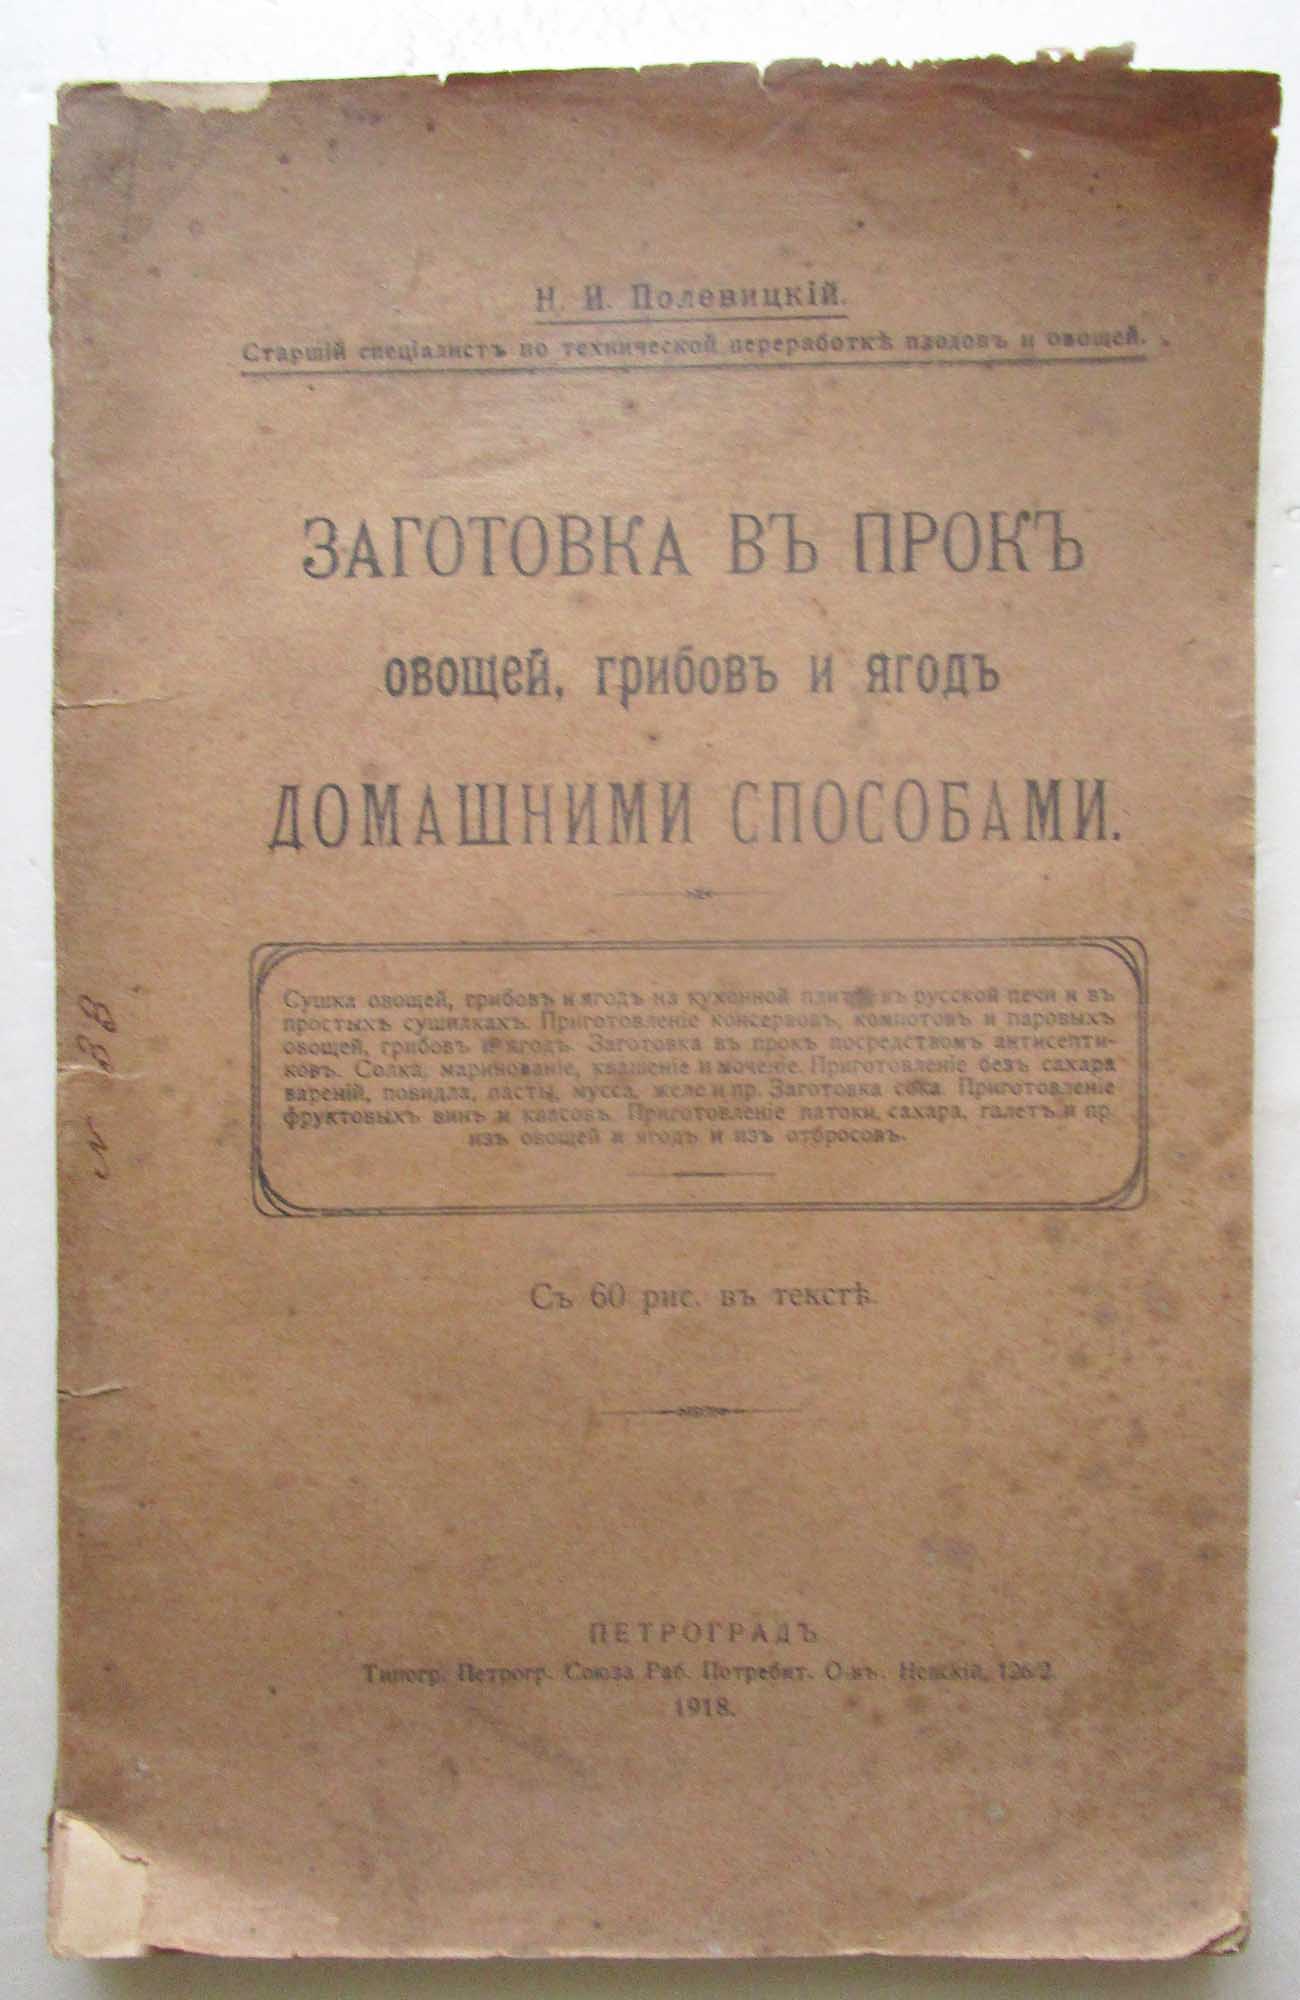 Н. И. Полевицкій.
Старшій спеціалистъ по технической переработкѣ плодовъ и овощей.
ЗАГОТОВКА ВЪ ПРОКЪ
овощей, грибовъ и ягодъ
ДОМАШНИМИ СПОСОБАМИ.
Сушка овощей, грибовъ и ягодъ на кухонной плитѣ, въ русской печи и въ
простыхъ сушилкахъ. Приготовленіе консервовъ, компотовъ и паровыхъ
овощей, грибовъ и ягодъ. Заготовка въ прокъ посредствомъ антисепти-
ковъ. Солка, маринованіе, квашеніе и моченіе. Приготовленіе безъ сахара
вареній, повидла, пасты, мусса, желе и пр. Заготовка сока. Приготовленіе
фруктовыхъ винъ и квасовъ. Приготовленіе патоки, сахара, галетъ и пр.
изъ овощей и ягодъ и изъ отбросовъ.
Съ 60 рис. въ текстѣ.
ПЕТРОГРАДЪ
Типогр. Петрогр. Союза Раб. Потребит. О-въ. Невскій, 126/2
1918.